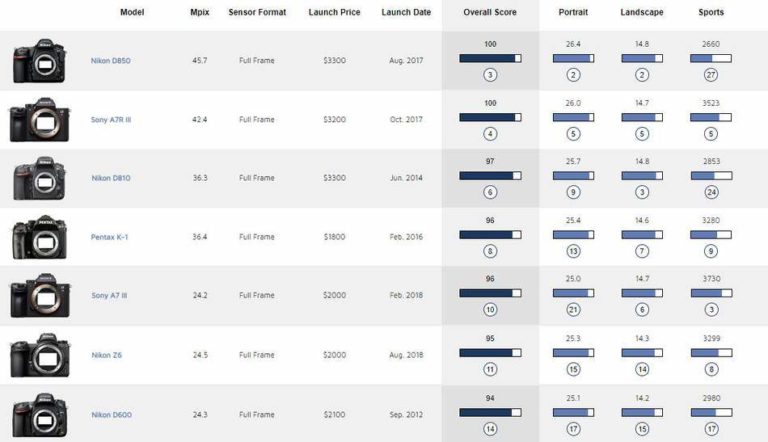 Model Mpix Sensor Format Launch Price Launch Date Overall Score Portrait Landscape Sports
100 26.4 14.8 2660
Nikon D850 45.7 Full Frame $3300 Aug. 2017
3 2 2 27
100 26.0 14.7 3523
Sony A7R III 42.4 Full Frame $3200 Oct. 2017
4 5 5 5
97 25.7 14.8 2853
Nikon D810 36.3 Full Frame $3300 Jun. 2014
6 9 3 24
96 25.4 14.6 3280
Pentax K-1 36.4 Full Frame $1800 Feb. 2016
8 13 7 9
96 25.0 14.7 3730
Sony A7 III 24.2 Full Frame $2000 Feb. 2018
10 21 6 3
95 25.3 14.3 3299
Nikon Z6 24.5 Full Frame $2000 Aug. 2018
11 15 14 8
94 25.1 14.2 2980
Nikon D600 24.3 Full Frame $2100 Sep. 2012
14 17 15 17